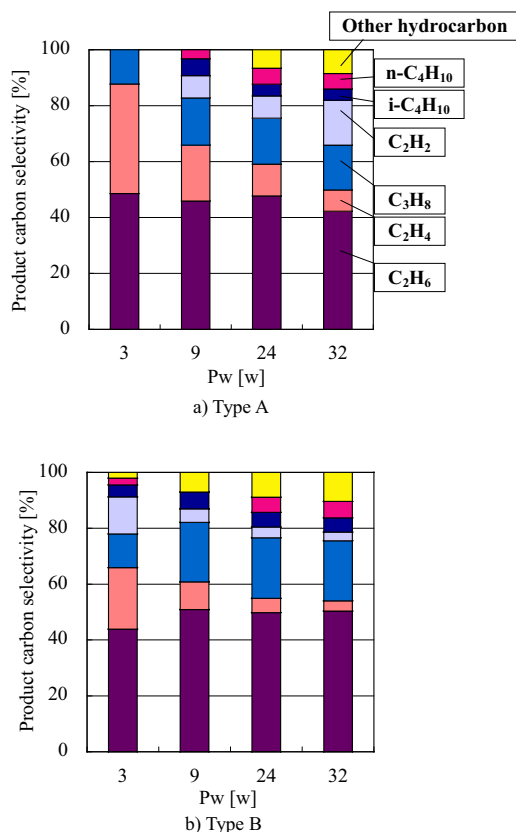 Other hydrocarbon
n-C₄H₁₀
i-C₄H₁₀
C₂H₂
C₃H₈
C₂H₄
C₂H₆
Product carbon selectivity [%]
100
80
60
40
20
0
3 9 24 32
Pw [w]
a) Type A
Product carbon selectivity [%]
100
80
60
40
20
0
3 9 24 32
Pw [w]
b) Type B